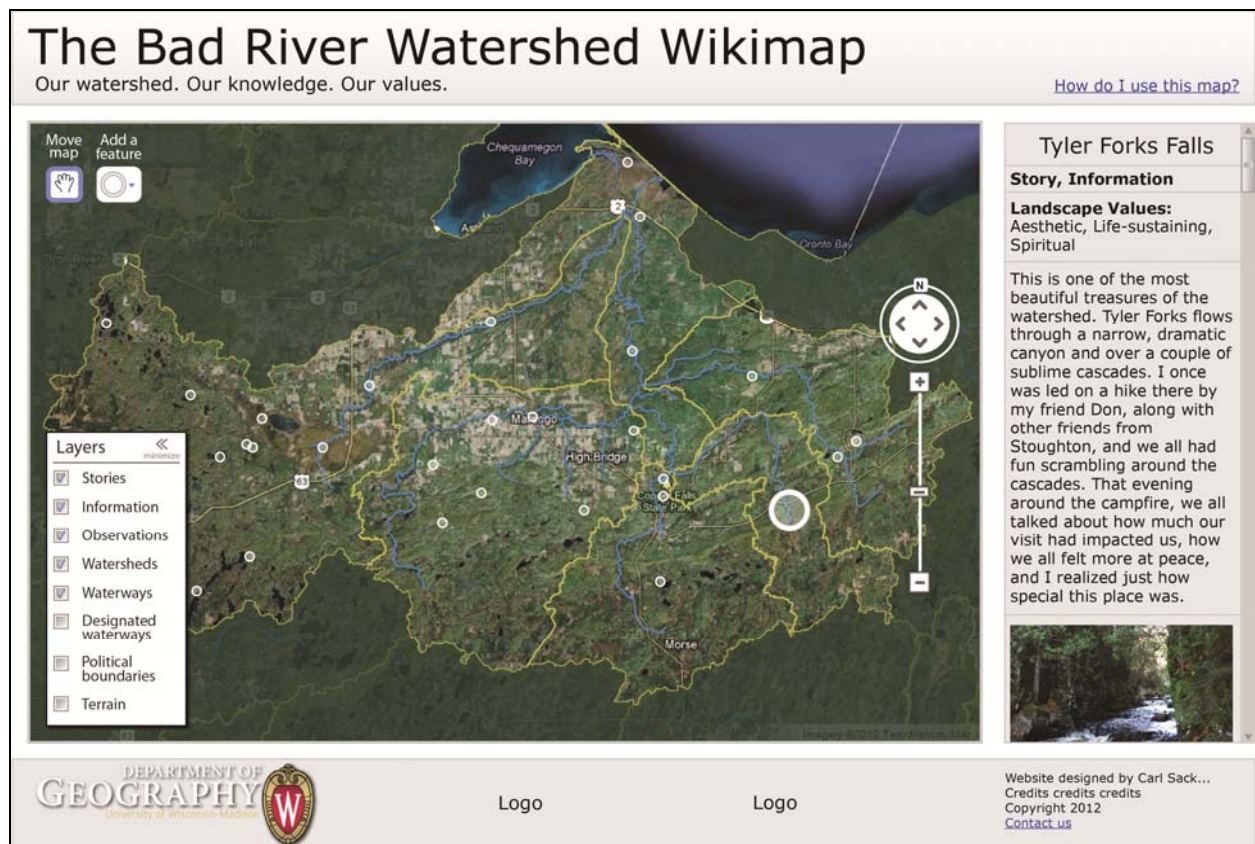 The Bad River Watershed Wikimap
Our watershed. Our knowledge. Our values.
How do I use this map?
Move
map
Add a
feature
Chequamegon
Bay
2
Oronto Bay
N
Marengo
High Bridge
63
Copper Falls
State Park
Morse
Layers
minimize
Stories
Information
Observations
Watersheds
Waterways
Designated
waterways
Political
boundaries
Terrain
Tyler Forks Falls
Story, Information
Landscape Values:
Aesthetic, Life-sustaining,
Spiritual
This is one of the most
beautiful treasures of the
watershed. Tyler Forks flows
through a narrow, dramatic
canyon and over a couple of
sublime cascades. I once
was led on a hike there by
my friend Don, along with
other friends from
Stoughton, and we all had
fun scrambling around the
cascades. That evening
around the campfire, we all
talked about how much our
visit had impacted us, how
we all felt more at peace,
and I realized just how
special this place was.
DEPARTMENT OF
GEOGRAPHY
University of Wisconsin-Madison
W
Logo
Logo
Website designed by Carl Sack...
Credits credits credits
Copyright 2012
Contact us